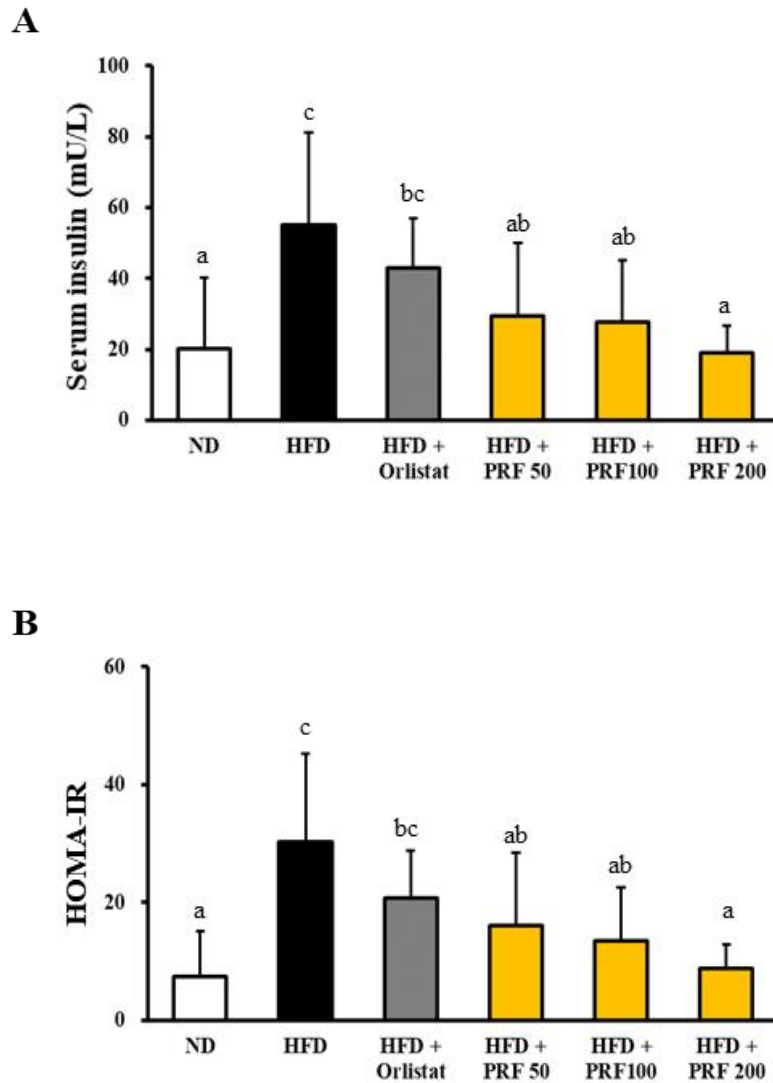 A
Serum insulin (mU/L)
100
80
60
40
20
0
a
c
bc
ab
ab
a
ND
HFD
HFD +
Orlistat
HFD +
PRF 50
HFD +
PRF100
HFD +
PRF 200
B
HOMA-IR
60
40
20
0
a
c
bc
ab
ab
a
ND
HFD
HFD +
Orlistat
HFD +
PRF 50
HFD +
PRF100
HFD +
PRF 200